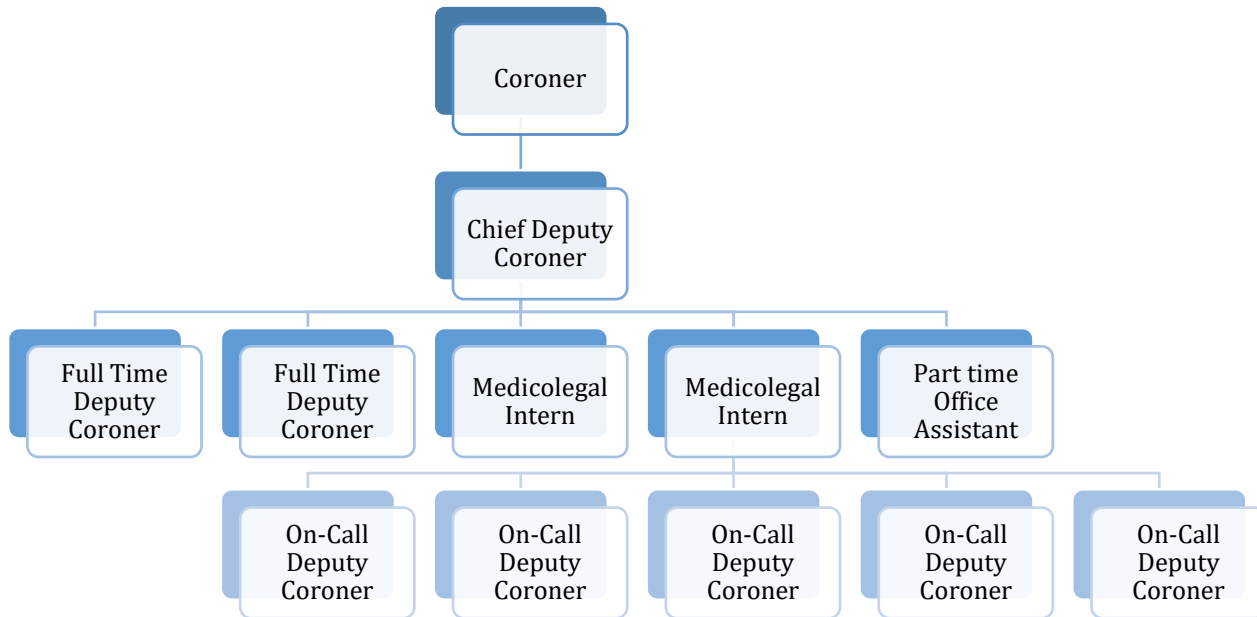 Coroner
Chief Deputy
Coroner
Full Time
Deputy
Coroner
Full Time
Deputy
Coroner
Medicolegal
Intern
Medicolegal
Intern
Part time
Office
Assistant
On-Call
Deputy
Coroner
On-Call
Deputy
Coroner
On-Call
Deputy
Coroner
On-Call
Deputy
Coroner
On-Call
Deputy
Coroner